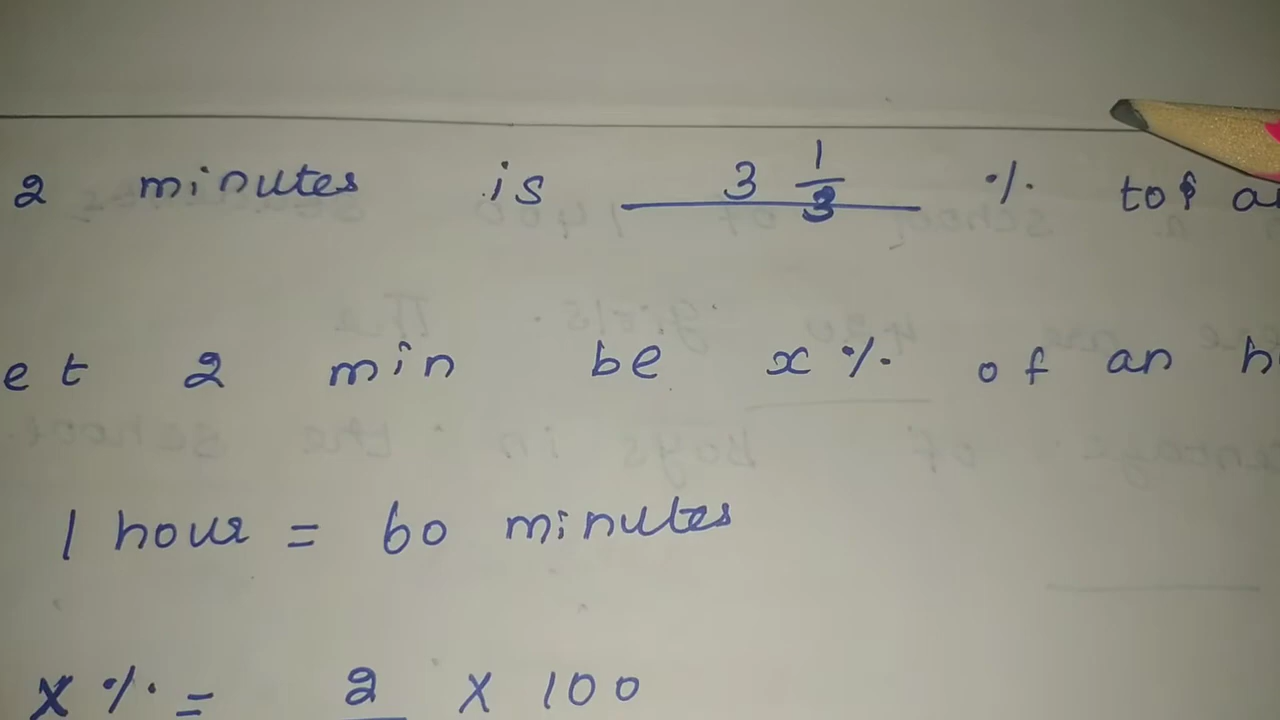 2 minutes is 3 1/3 % to
et 2 min be x % of an h
1 hour = 60 minutes
x % = 2 x 100